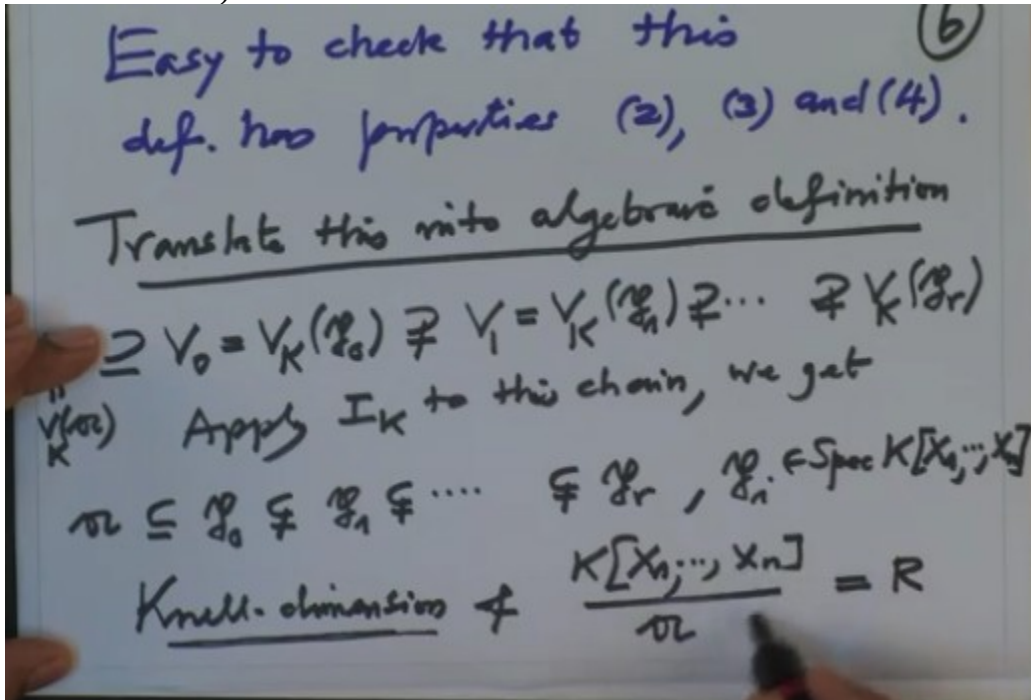 6
Easy to check that this
def. has properties (2), (3) and (4).
Translate this into algebraic definition
⊇ V₀ = V_K(𝔭₀) ⊋ V₁ = V_K(𝔭₁) ⊋ ... ⊋ V_K(𝔭ᵣ)
V_K(𝔞) Apply I_K to this chain, we get
𝔞 ⊆ 𝔭₀ ⊊ 𝔭₁ ⊊ .... ⊊ 𝔭ᵣ, 𝔭ᵢ ∈ Spec K[X₁,..,Xₙ]
Krull-dimension of K[X₁,..,Xₙ] / 𝔞 = R